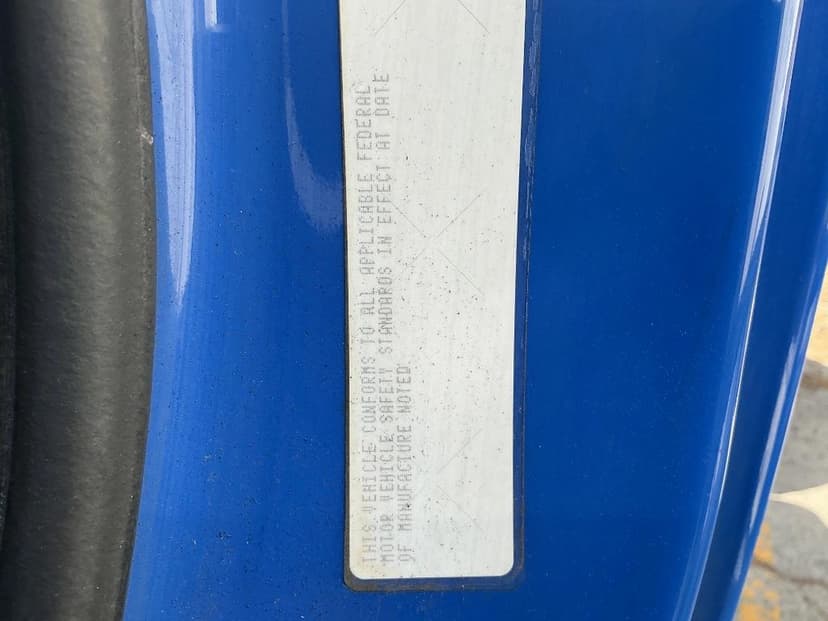 THIS VEHICLE CONFORMS TO ALL APPLICABLE FEDERAL
MOTOR VEHICLE SAFETY STANDARDS IN EFFECT AT DATE
OF MANUFACTURE NOTED.